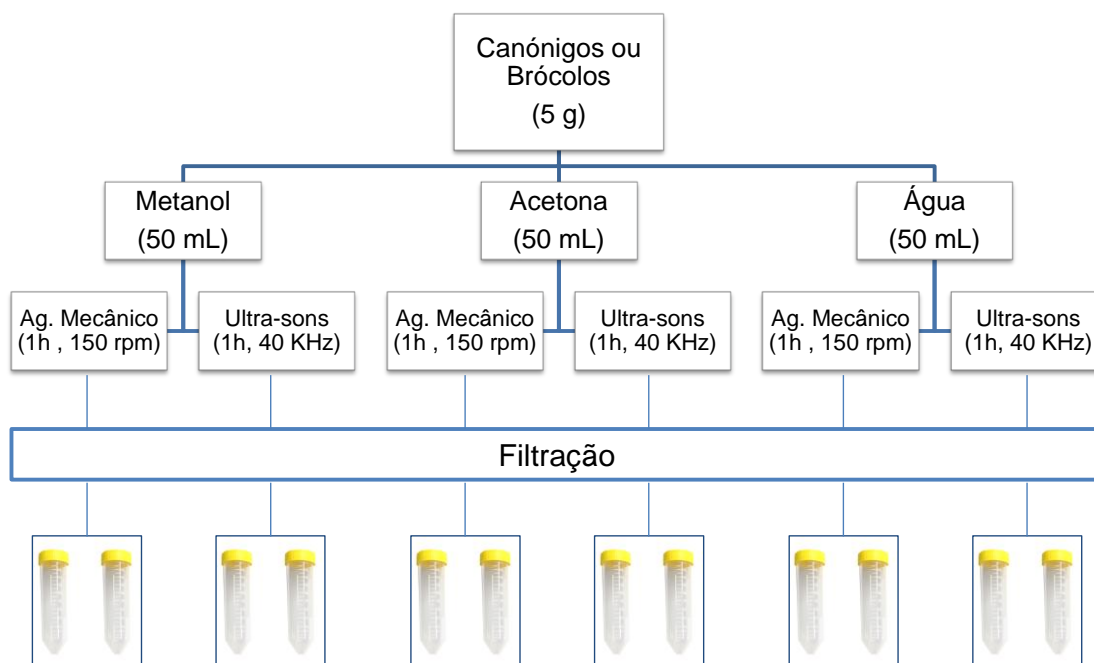 Canónigos ou
Brócolos
(5 g)
Metanol
(50 mL)
Acetona
(50 mL)
Água
(50 mL)
Ag. Mecânico
(1h , 150 rpm)
Ultra-sons
(1h, 40 KHz)
Ag. Mecânico
(1h , 150 rpm)
Ultra-sons
(1h, 40 KHz)
Ag. Mecânico
(1h , 150 rpm)
Ultra-sons
(1h, 40 KHz)
Filtração